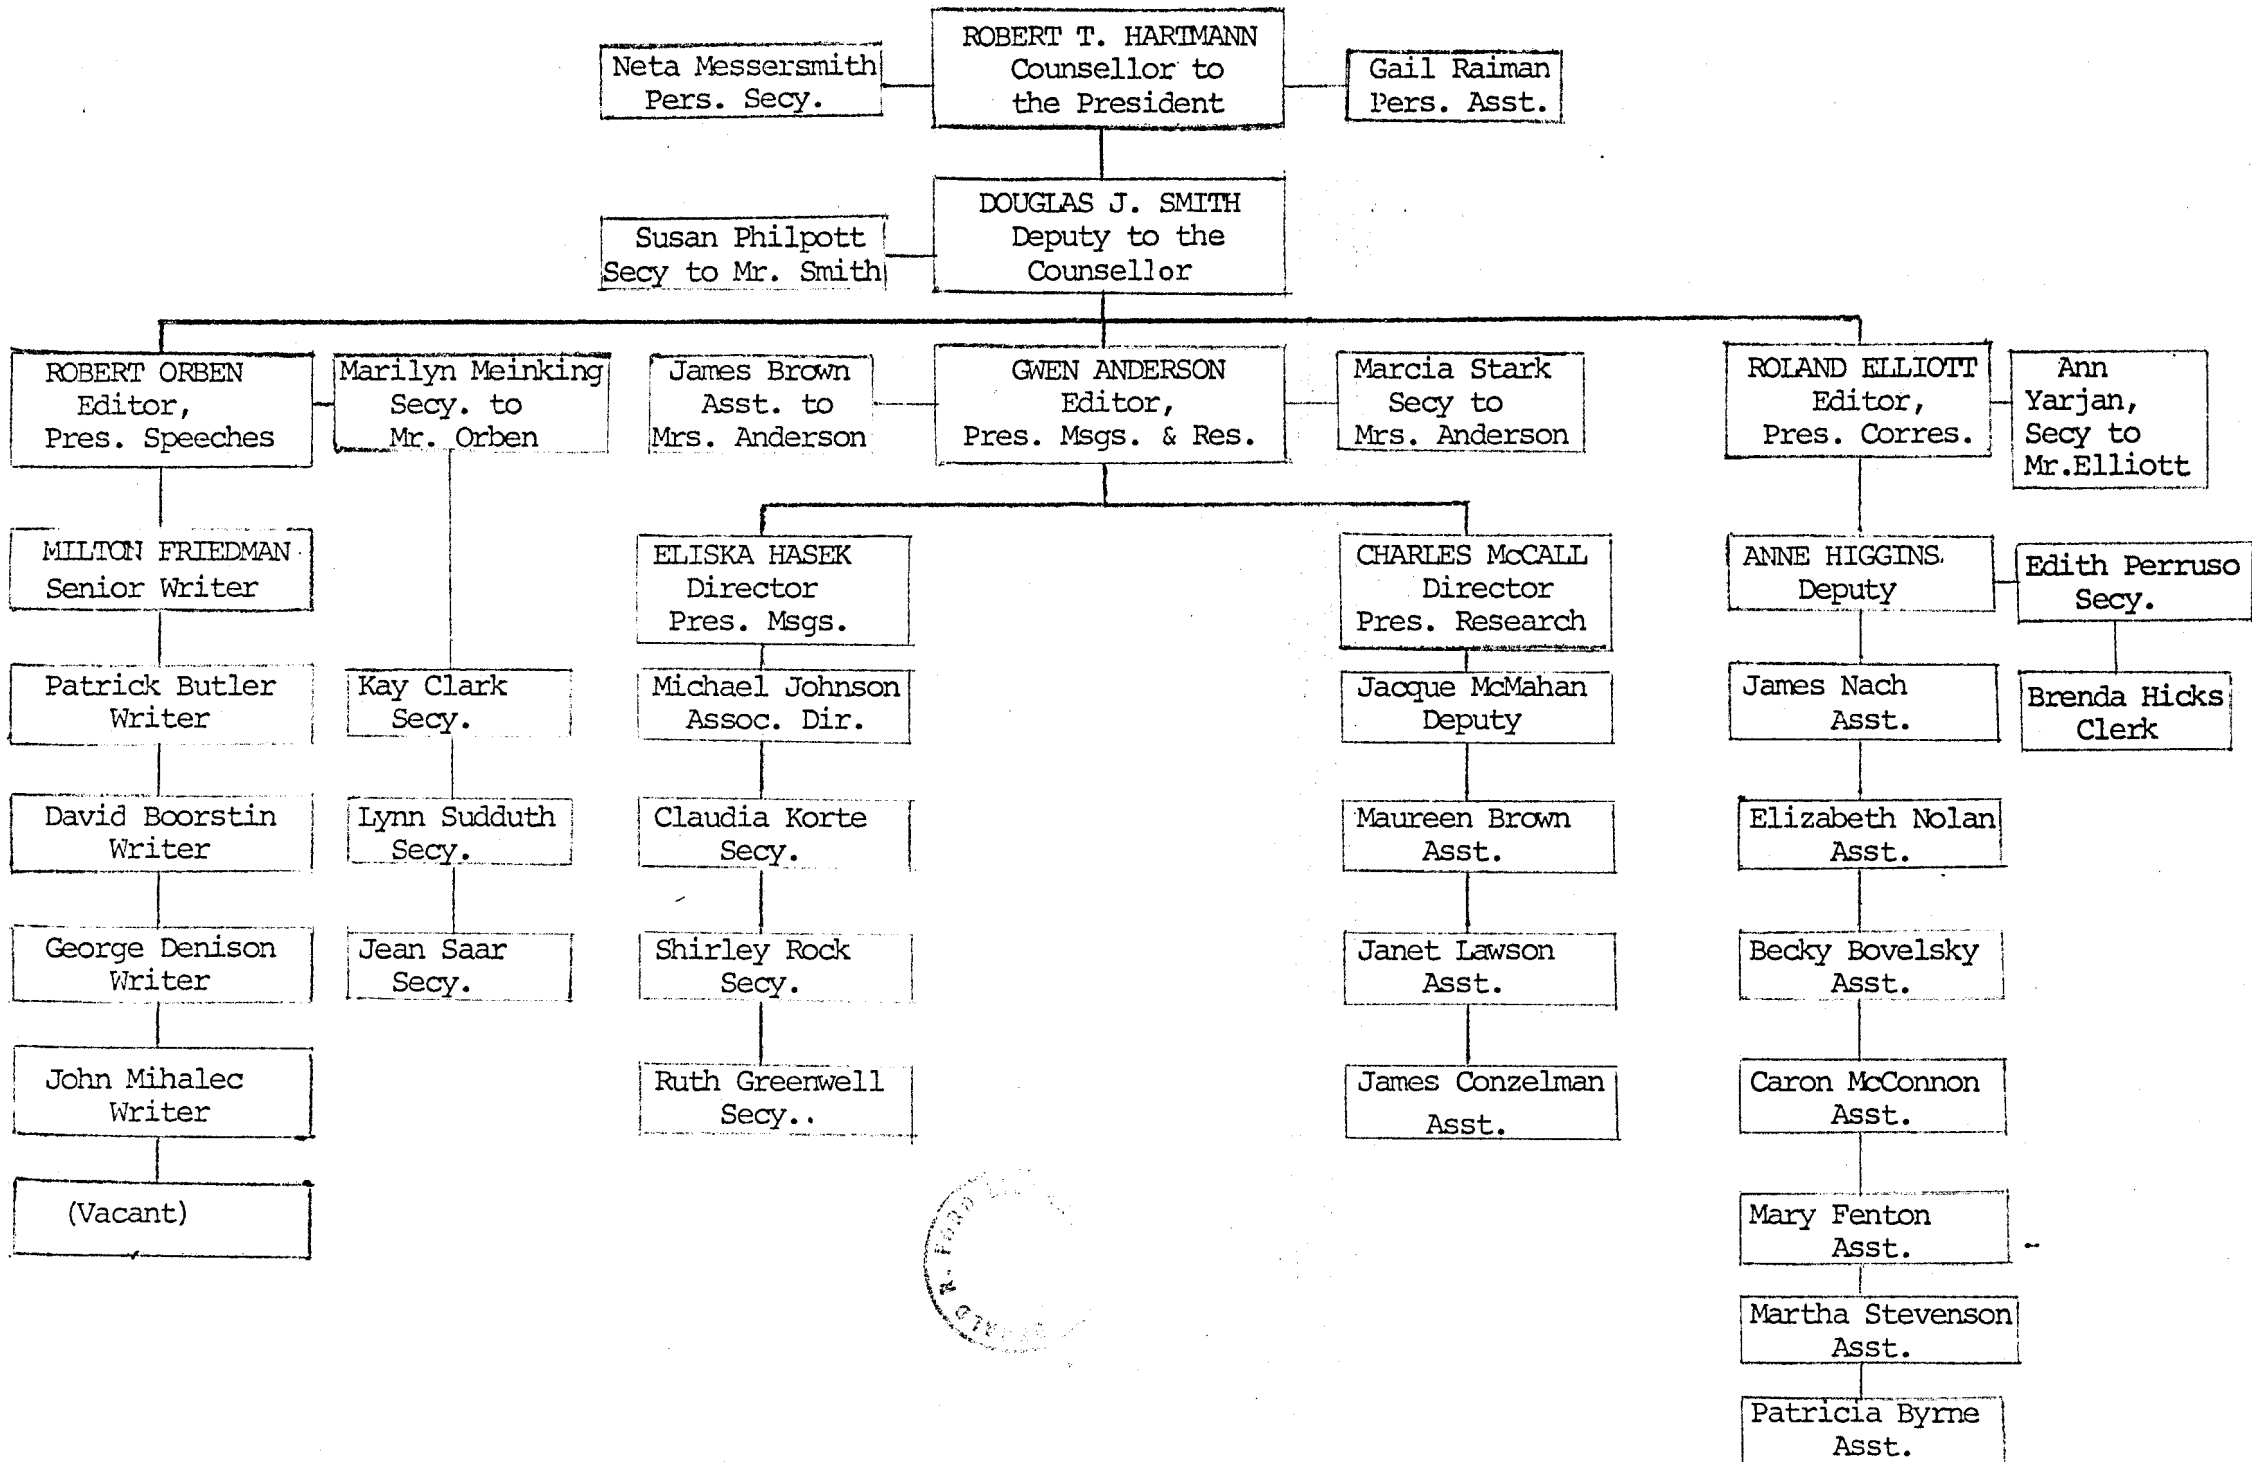 ROBERT T. HARTMANN
Counsellor to
the President
Neta Messersmith
Pers. Secy.
Gail Raiman
Pers. Asst.
DOUGLAS J. SMITH
Deputy to the
Counsellor
Susan Philpott
Secy to Mr. Smith
ROBERT ORBEN
Editor,
Pres. Speeches
Marilyn Meinking
Secy. to
Mr. Orben
James Brown
Asst. to
Mrs. Anderson
GWEN ANDERSON
Editor,
Pres. Msgs. & Res.
Marcia Stark
Secy to
Mrs. Anderson
ROLAND ELLIOTT
Editor,
Pres. Corres.
Ann
Yarjan,
Secy to
Mr.Elliott
MILTON FRIEDMAN
Senior Writer
Patrick Butler
Writer
David Boorstin
Writer
George Denison
Writer
John Mihalec
Writer
(Vacant)
Kay Clark
Secy.
Lynn Sudduth
Secy.
Jean Saar
Secy.
ELISKA HASEK
Director
Pres. Msgs.
Michael Johnson
Assoc. Dir.
Claudia Korte
Secy.
Shirley Rock
Secy.
Ruth Greenwell
Secy..
CHARLES McCALL
Director
Pres. Research
Jacque McMahan
Deputy
Maureen Brown
Asst.
Janet Lawson
Asst.
James Conzelman
Asst.
ANNE HIGGINS
Deputy
Edith Perruso
Secy.
Brenda Hicks
Clerk
James Nach
Asst.
Elizabeth Nolan
Asst.
Becky Bovelsky
Asst.
Caron McConnon
Asst.
Mary Fenton
Asst.
Martha Stevenson
Asst.
Patricia Byrne
Asst.
FORD